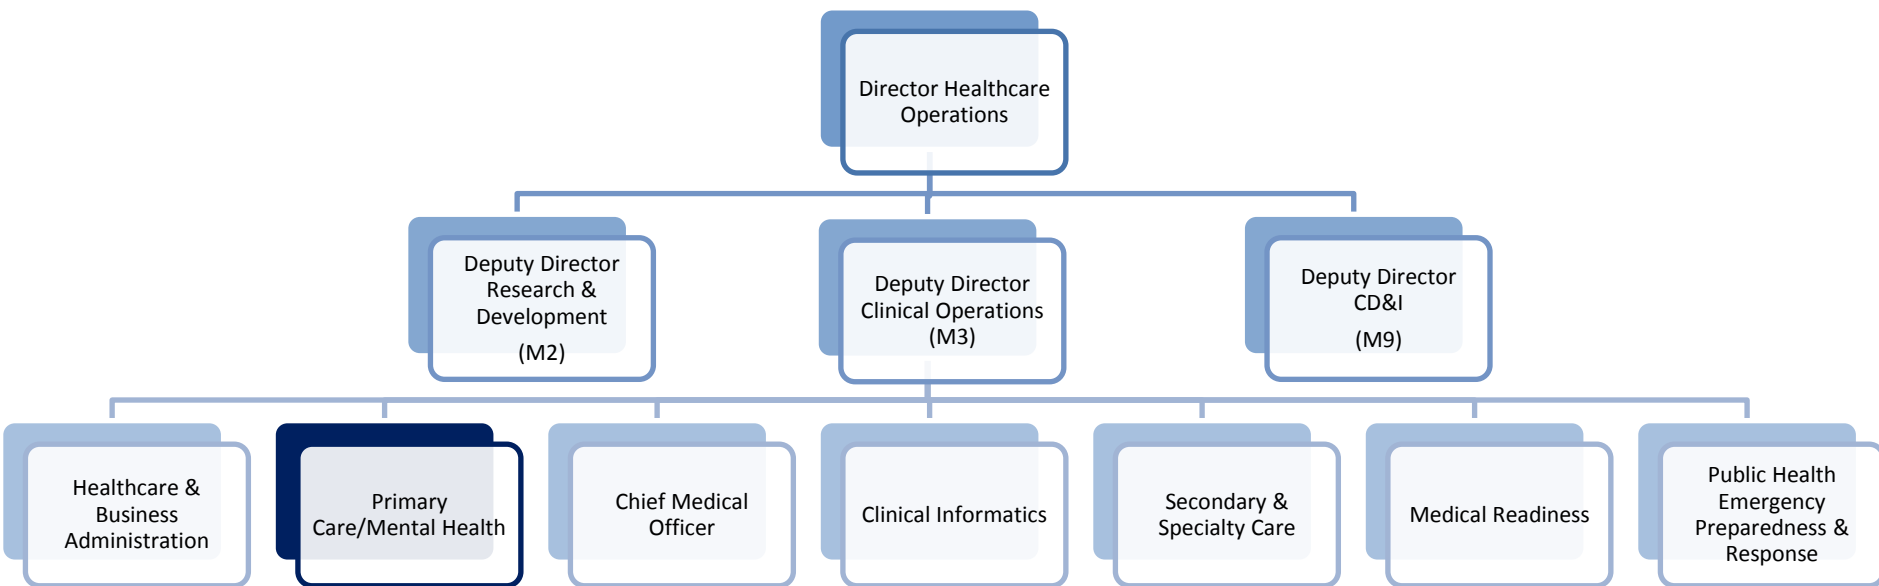 Director Healthcare
Operations
Deputy Director
Research &
Development
(M2)
Deputy Director
Clinical Operations
(M3)
Deputy Director
CD&I
(M9)
Healthcare &
Business
Administration
Primary
Care/Mental Health
Chief Medical
Officer
Clinical Informatics
Secondary &
Specialty Care
Medical Readiness
Public Health
Emergency
Preparedness &
Response